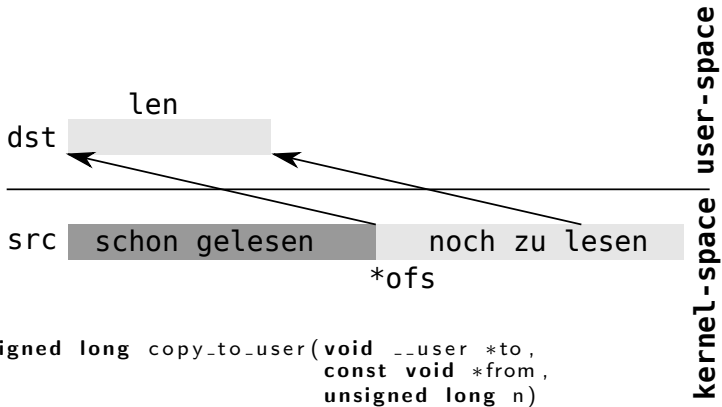 user-space
len
dst
src
schon gelesen
noch zu lesen
*ofs
kernel-space
igned long copy_to_user(void __user *to,
const void *from,
unsigned long n)